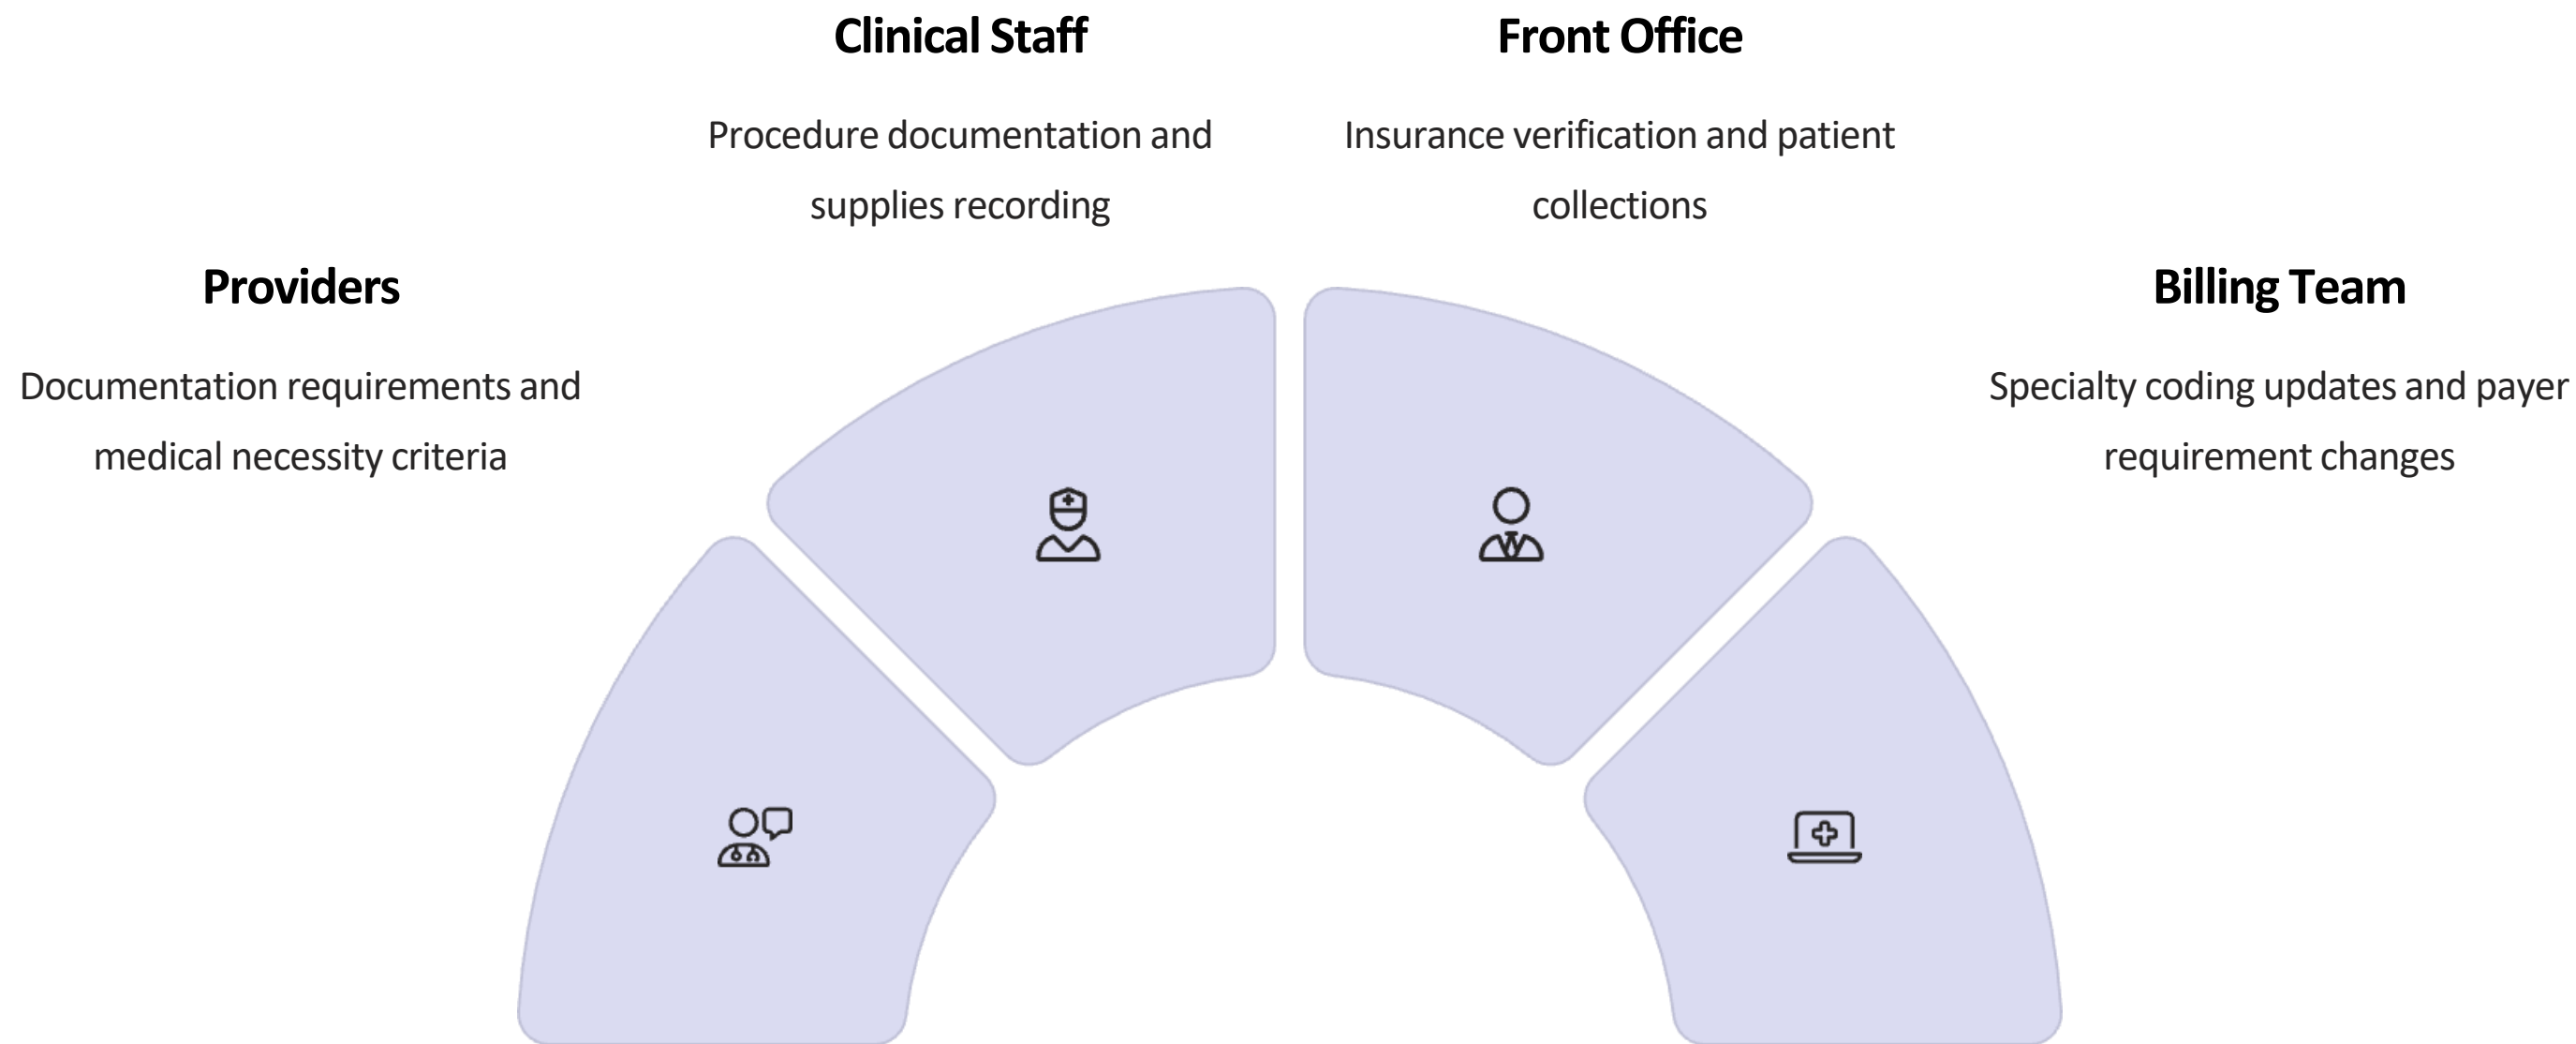 Clinical Staff
Procedure documentation and
supplies recording
Front Office
Insurance verification and patient
collections
Providers
Documentation requirements and
medical necessity criteria
Billing Team
Specialty coding updates and payer
requirement changes